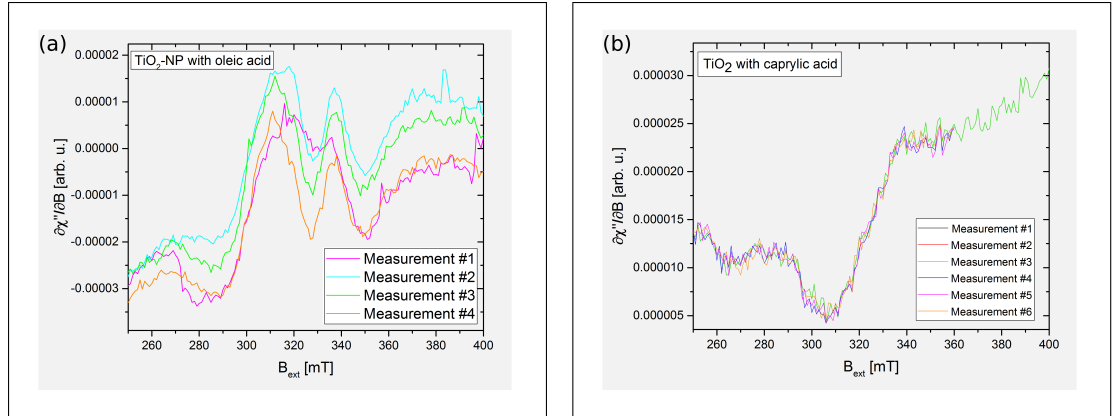 (a)
TiO2-NP with oleic acid
0.00002
0.00001
0.00000
-0.00001
-0.00002
-0.00003
∂χ''/∂B [arb. u.]
260 280 300 320 340 360 380 400
Bext [mT]
Measurement #1
Measurement #2
Measurement #3
Measurement #4
(b)
TiO2 with caprylic acid
0.000030
0.000025
0.000020
0.000015
0.000010
0.000005
∂χ''/∂B [arb. u.]
260 280 300 320 340 360 380 400
Bext [mT]
Measurement #1
Measurement #2
Measurement #3
Measurement #4
Measurement #5
Measurement #6